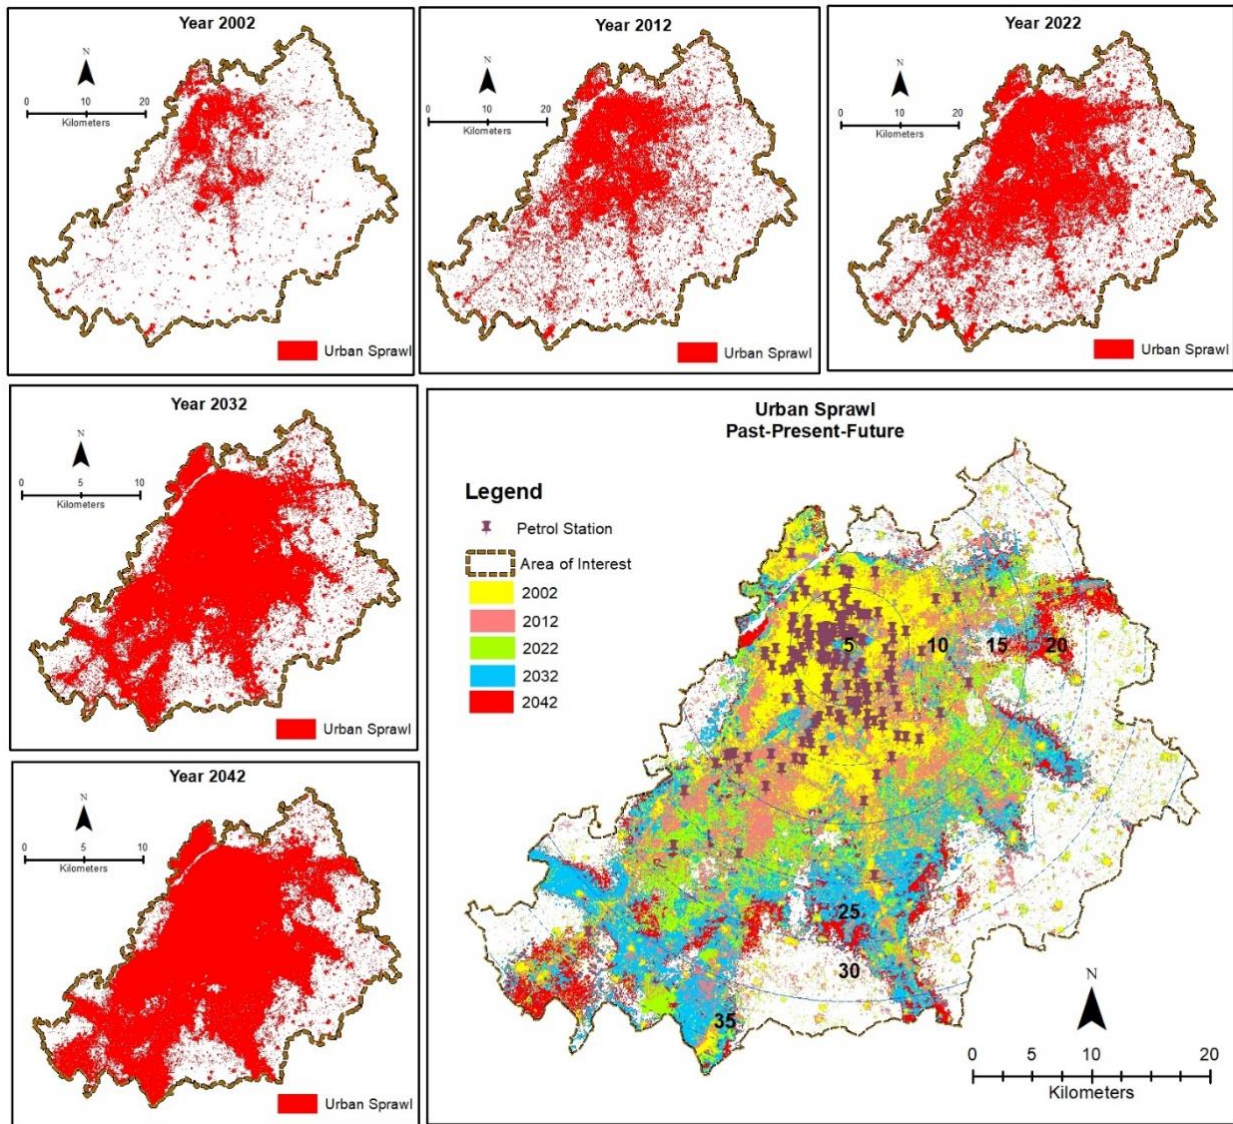 Year 2002
N
0 10 20
Kilometers
Urban Sprawl
Year 2012
N
0 10 20
Kilometers
Urban Sprawl
Year 2022
N
0 10 20
Kilometers
Urban Sprawl
Year 2032
N
0 5 10
Kilometers
Urban Sprawl
Year 2042
N
0 5 10
Kilometers
Urban Sprawl
Urban Sprawl
Past-Present-Future
Legend
Petrol Station
Area of Interest
2002
2012
2022
2032
2042
5 10 15 20
25
30
35
N
0 5 10 20
Kilometers